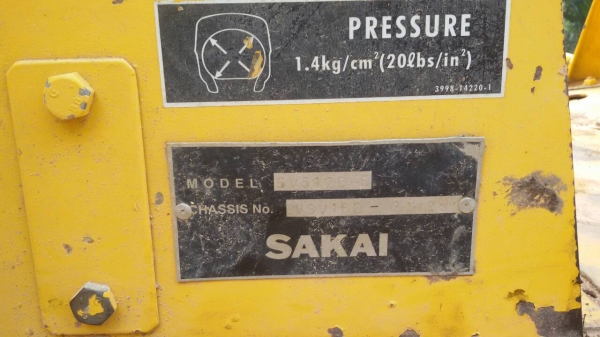 PRESSURE
1.4kg/cm²(20lbs/in²)
3998-14220-1
MODEL
CHASSIS No.
SAKAI